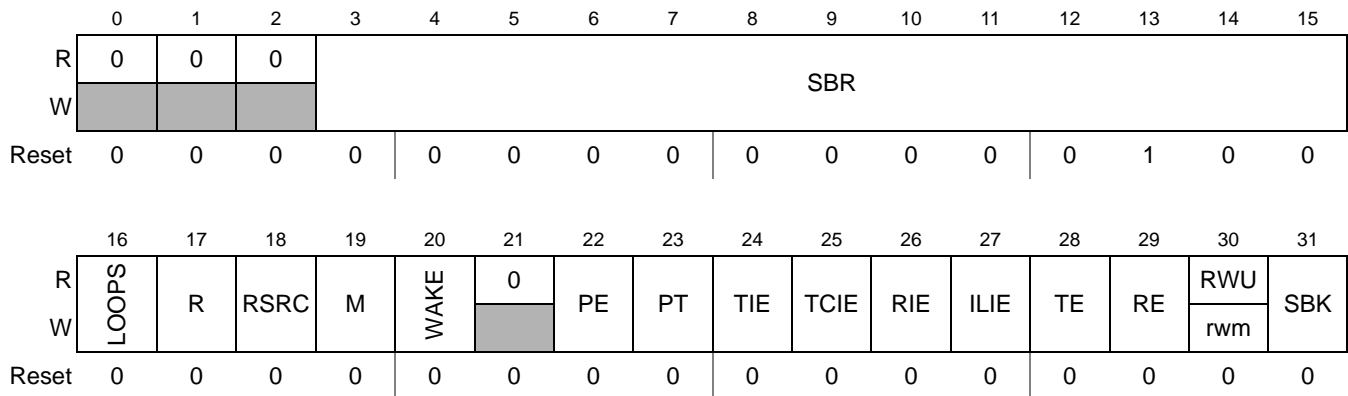 0 1 2 3 4 5 6 7 8 9 10 11 12 13 14 15
R 0 0 0 SBR
W
Reset 0 0 0 0 0 0 0 0 0 0 0 0 0 1 0 0
16 17 18 19 20 21 22 23 24 25 26 27 28 29 30 31
R LOOPS R RSRC M WAKE 0 PE PT TIE TCIE RIE ILIE TE RE RWU SBK
W rwm
Reset 0 0 0 0 0 0 0 0 0 0 0 0 0 0 0 0